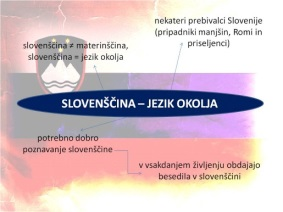 nekateri prebivalci Slovenije
(pripadniki manjšin, Romi in
priseljenci)
slovenščina ≠ materinščina,
slovenščina = jezik okolja
SLOVENŠČINA – JEZIK OKOLJA
potrebno dobro
poznavanje slovenščine
v vsakdanjem življenju obdajajo
besedila v slovenščini